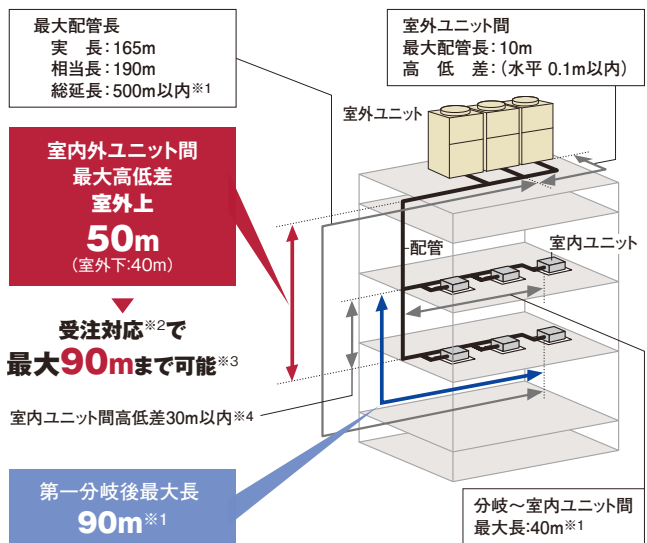 最大配管長
実　長：165m
相当長：190m
総延長：500m以内※1
室外ユニット間
最大配管長：10m
高　低　差：（水平 0.1m以内）
室外ユニット
室内外ユニット間
最大高低差
室外上
50m
（室外下：40m）
配管
室内ユニット
受注対応※2で
最大90mまで可能※3
室内ユニット間高低差30m以内※4
第一分岐後最大長
90m※1
分岐～室内ユニット間
最大長：40m※1